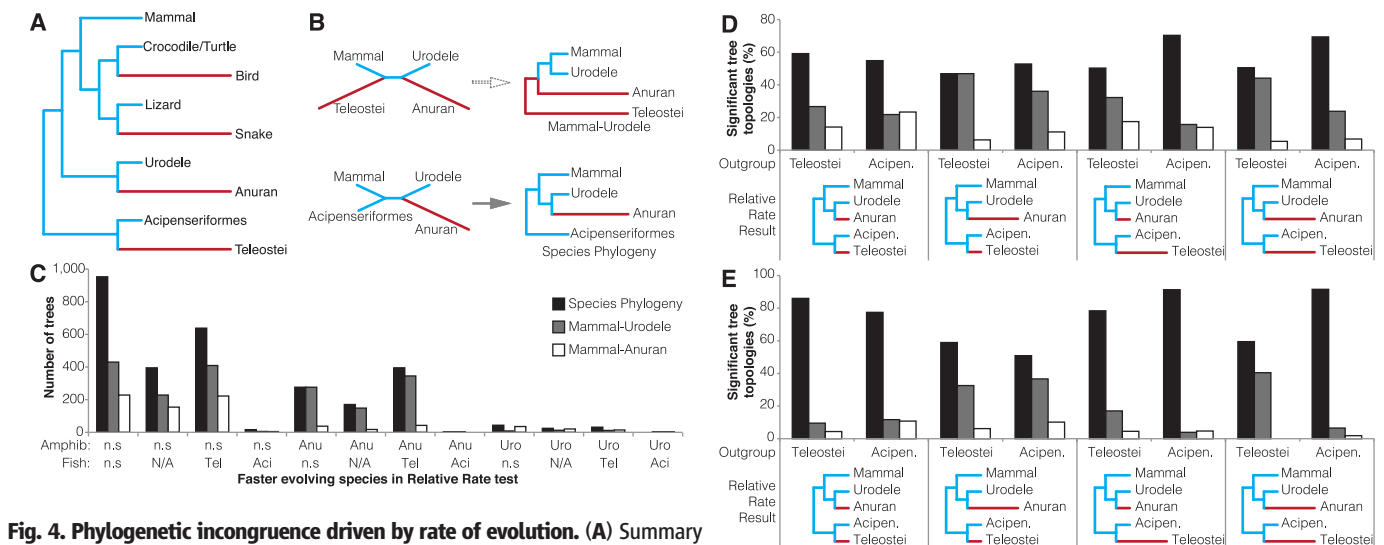 A
Mammal
Crocodile/Turtle
Bird
Lizard
Snake
Urodele
Anuran
Acipenseriformes
Teleostei
B
Mammal
Urodele
Teleostei
Anuran
Mammal
Urodele
Anuran
Teleostei
Mammal-Urodele
Mammal
Urodele
Acipenseriformes
Anuran
Mammal
Urodele
Anuran
Acipenseriformes
Species Phylogeny
C
Number of trees
1,000
800
600
400
200
0
Species Phylogeny
Mammal-Urodele
Mammal-Anuran
Amphib: n.s n.s n.s n.s Anu Anu Anu Anu Uro Uro Uro Uro
Fish: n.s N/A Tel Aci n.s N/A Tel Aci n.s N/A Tel Aci
Faster evolving species in Relative Rate test
Fig. 4. Phylogenetic incongruence driven by rate of evolution. (A) Summary
D
Significant tree topologies (%)
80
60
40
20
0
Outgroup Teleostei Acipen. Teleostei Acipen. Teleostei Acipen. Teleostei Acipen.
Relative Rate Result
Mammal
Urodele
Anuran
Acipen.
Teleostei
Mammal
Urodele
Anuran
Acipen.
Teleostei
Mammal
Urodele
Anuran
Acipen.
Teleostei
Mammal
Urodele
Anuran
Acipen.
Teleostei
E
Significant tree topologies (%)
100
80
60
40
20
0
Outgroup Teleostei Acipen. Teleostei Acipen. Teleostei Acipen. Teleostei Acipen.
Relative Rate Result
Mammal
Urodele
Anuran
Acipen.
Teleostei
Mammal
Urodele
Anuran
Acipen.
Teleostei
Mammal
Urodele
Anuran
Acipen.
Teleostei
Mammal
Urodele
Anuran
Acipen.
Teleostei